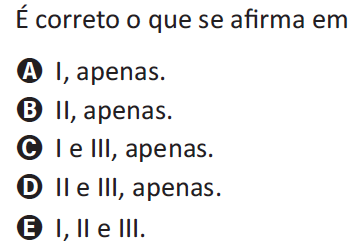 É correto o que se afirma em
A I, apenas.
B II, apenas.
C I e III, apenas.
D II e III, apenas.
E I, II e III.